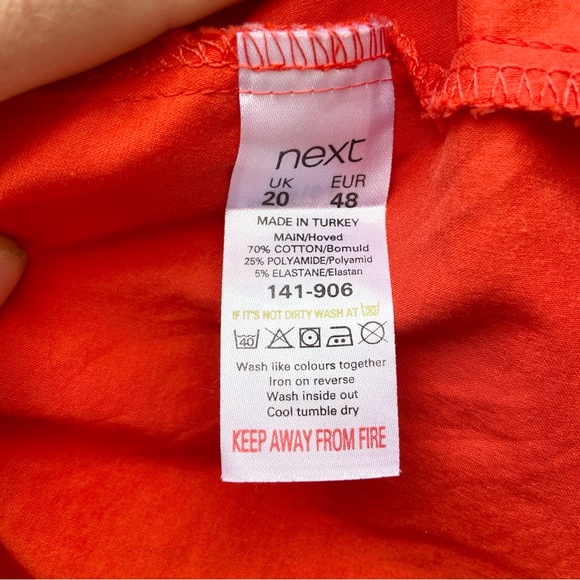 next
UK EUR
20 48
MADE IN TURKEY
MAIN/Hoved
70% COTTON/Bomuld
25% POLYAMIDE/Polyamid
5% ELASTANE/Elastan
141-906
IF IT'S NOT DIRTY WASH AT
40
Wash like colours together
Iron on reverse
Wash inside out
Cool tumble dry
KEEP AWAY FROM FIRE